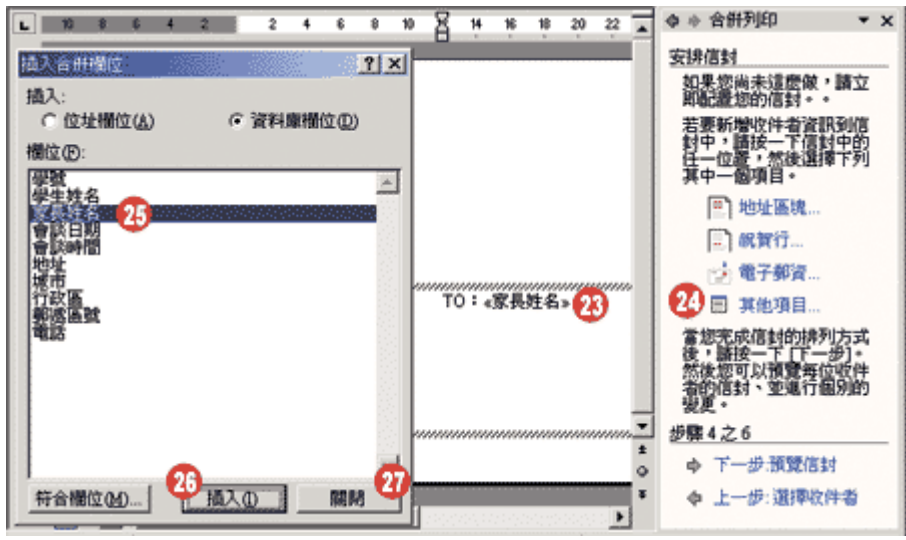 10 8 6 4 2 2 4 6 8 10 14 16 18 20 22
插入合併欄位
插入:
位址欄位(A) 資料庫欄位(D)
欄位(F):
學號
學生姓名
家長姓名 25
會談日期
會談時間
地址
城市
行政區
郵遞區號
電話
26 27
符合欄位(M)... 插入(I) 關閉
TO：«家長姓名» 23
合併列印
安排信封
如果您尚未這麼做，請立
即配置您的信封。。
若要新增收件者資訊到信
封中，請按一下信封中的
任一位置，然後選擇下列
其中一個項目。
地址區塊...
祝賀行...
電子郵資...
24 其他項目...
當您完成信封的排列方式
後，請按一下 [下一步]。
然後您可以預覽每位收件
者的信封、並進行個別的
變更。
步驟 4 之 6
下一步:預覽信封
上一步: 選擇收件者